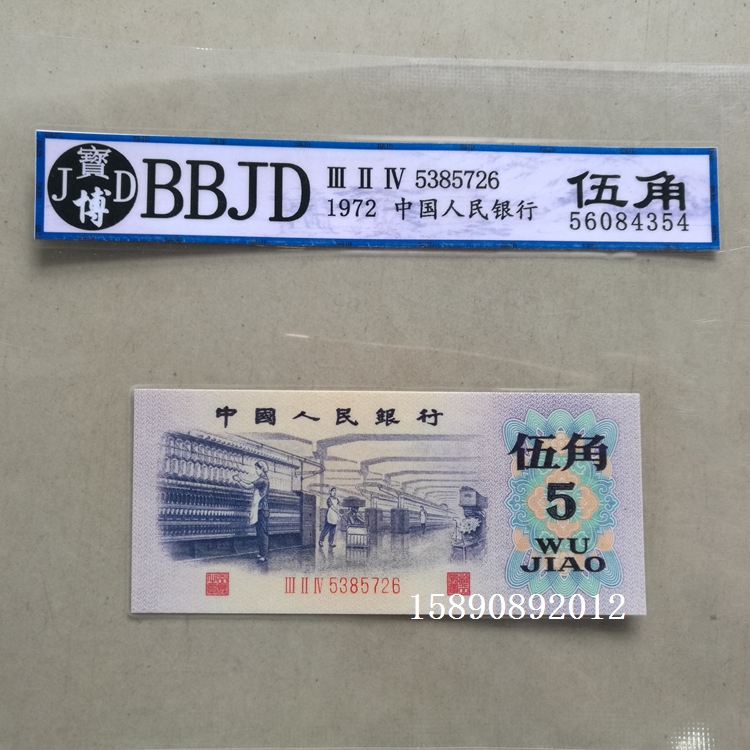 寳
J D
博
BBJD
III II IV 5385726
1972 中国人民银行
伍角
56084354
中國人民銀行
伍角
5
WU
JIAO
III II IV 5385726
15890892012